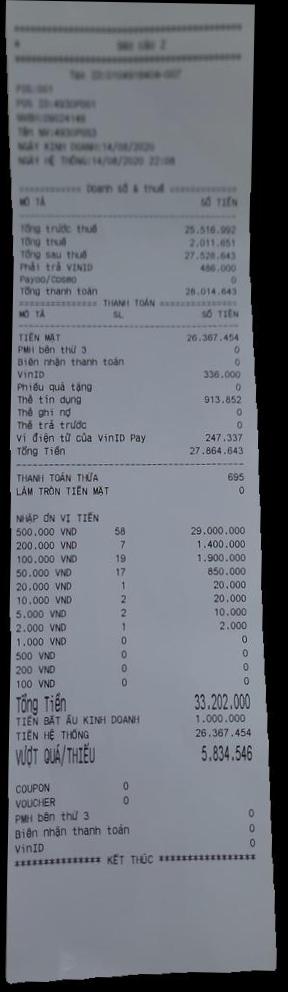 ****************************************
* BÁO CÁO Z
****************************************
Tax ID:0104918404-007
POS:001
POS ID:4930P001
NVBH:09024148
TÊN NV:4930P003
NGÀY KINH DOANH:14/08/2020
NGÀY HỆ THỐNG:14/08/2020 22:08
=========== Doanh số & thuế ===========
MÔ TẢ SỐ TIỀN
Tổng trước thuế 25.516.992
Tổng thuế 2.011.651
Tổng sau thuế 27.528.643
Phải trả VINID 486.000
Payoo/Cosmo 0
Tổng thanh toán 28.014.643
============== THANH TOÁN ==============
MÔ TẢ SL SỐ TIỀN
TIỀN MẶT 26.367.454
PMH bên thứ 3 0
Biên nhận thanh toán 0
VinID 336.000
Phiếu quà tặng 0
Thẻ tín dụng 913.852
Thẻ ghi nợ 0
Thẻ trả trước 0
Ví điện tử của VinID Pay 247.337
Tổng Tiền 27.864.643
THANH TOÁN THỪA 695
LÀM TRÒN TIỀN MẶT 0
NHẬP ƠN VỊ TIỀN
500.000 VND 58 29.000.000
200.000 VND 7 1.400.000
100.000 VND 19 1.900.000
50.000 VND 17 850.000
20.000 VND 1 20.000
10.000 VND 2 20.000
5.000 VND 2 10.000
2.000 VND 1 2.000
1.000 VND 0 0
500 VND 0 0
200 VND 0 0
100 VND 0 0
Tổng Tiền 33.202.000
TIỀN BẮT ẦU KINH DOANH 1.000.000
TIỀN HỆ THỐNG 26.367.454
VƯỢT QUÁ/THIẾU 5.834.546
COUPON 0
VOUCHER 0
PMH bên thứ 3 0
Biên nhận thanh toán 0
VinID 0
**************** KẾT THÚC ******************